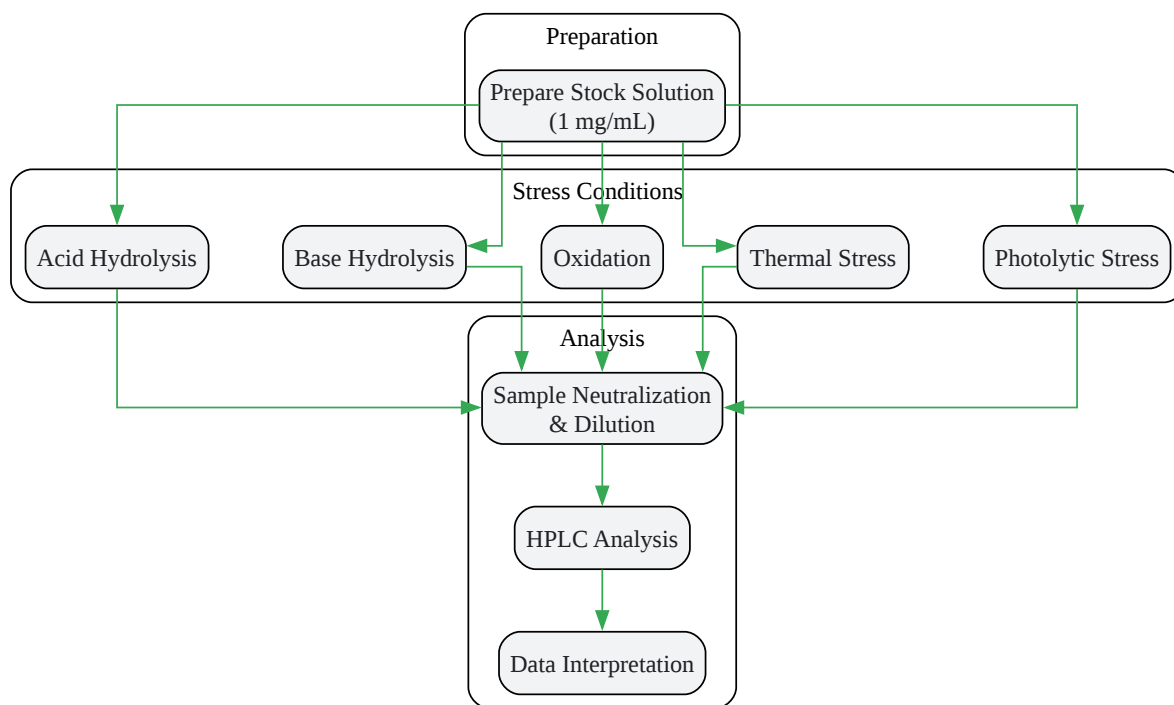 Preparation
Prepare Stock Solution
(1 mg/mL)
Stress Conditions
Acid Hydrolysis
Base Hydrolysis
Oxidation
Thermal Stress
Photolytic Stress
Analysis
Sample Neutralization
& Dilution
HPLC Analysis
Data Interpretation